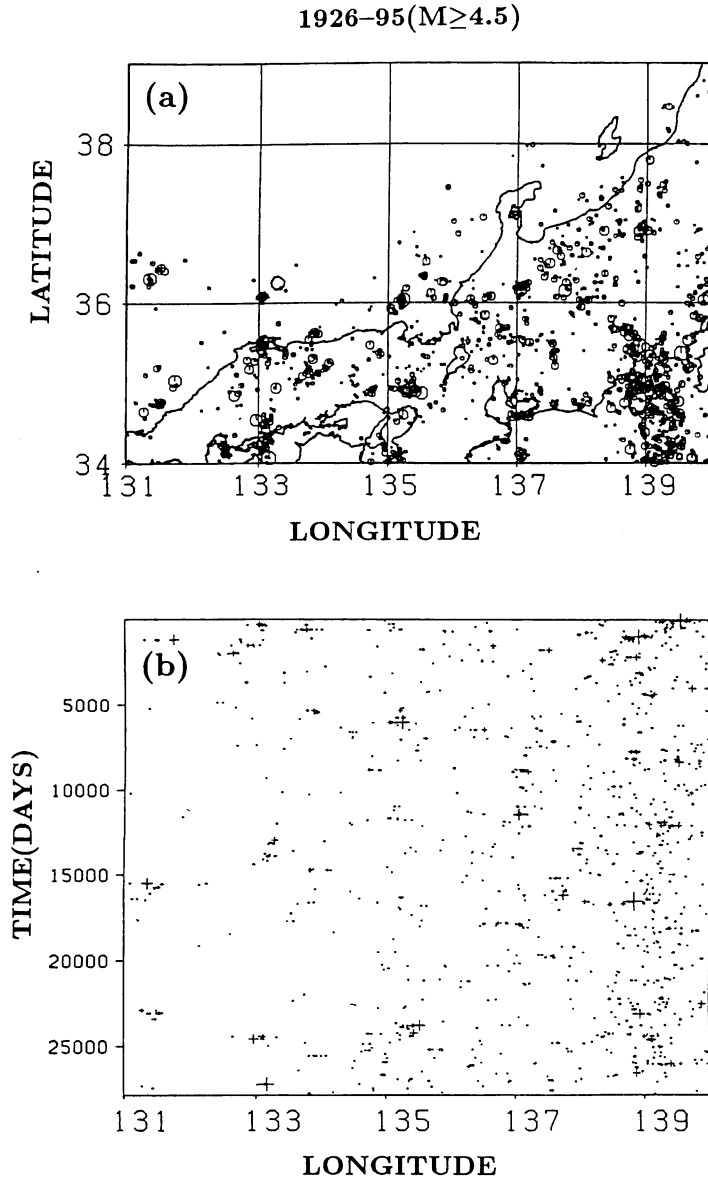 1926–95(M≥4.5)
(a)
LATITUDE
38
36
34
131 133 135 137 139
LONGITUDE
(b)
TIME(DAYS)
5000
10000
15000
20000
25000
131 133 135 137 139
LONGITUDE